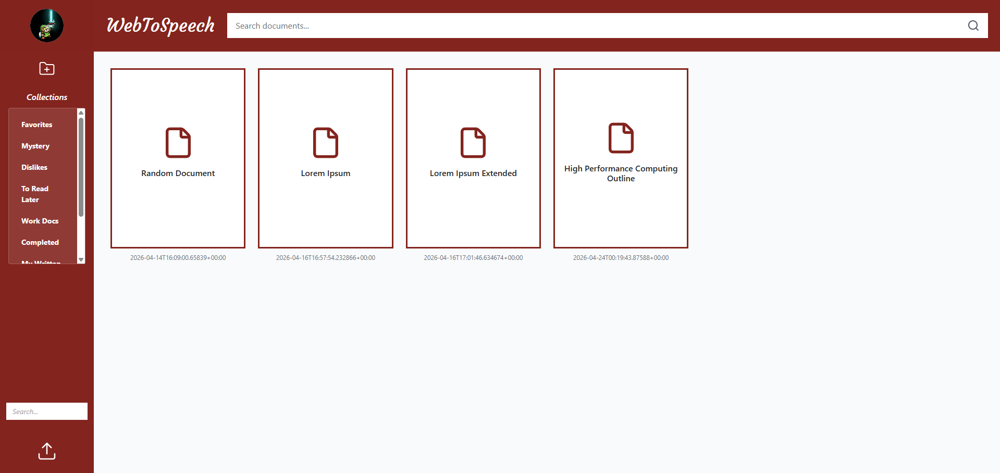 WebToSpeech
Search documents...
Collections
Favorites
Mystery
Dislikes
To Read
Later
Work Docs
Completed
My Written
Search...
Random Document
2026-04-14T16:09:00.65839+00:00
Lorem Ipsum
2026-04-16T16:57:54.232866+00:00
Lorem Ipsum Extended
2026-04-16T17:01:46.634674+00:00
High Performance Computing
Outline
2026-04-24T00:19:43.87588+00:00